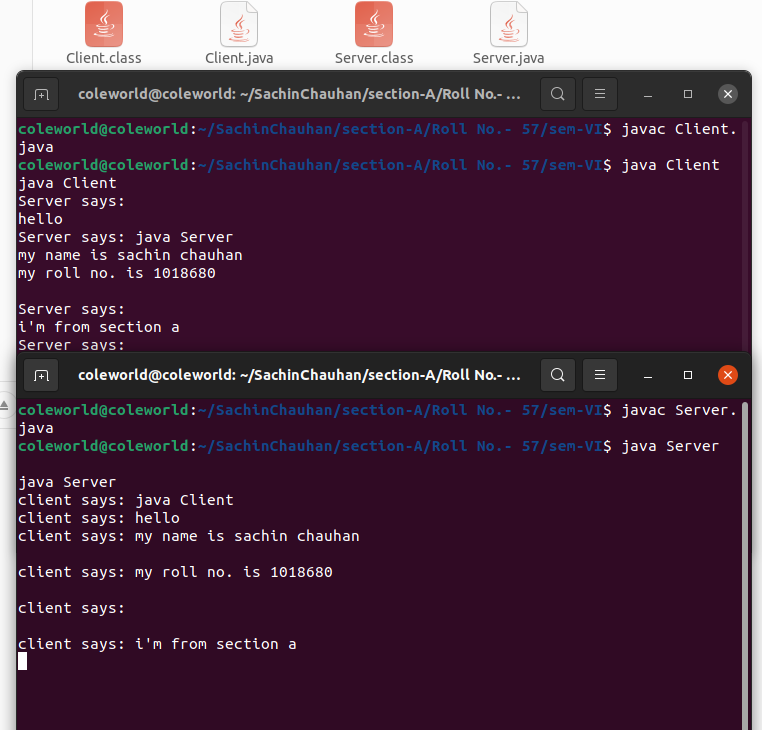 Client.class Client.java Server.class Server.java
coleworld@coleworld: ~/SachinChauhan/section-A/Roll No.- ...
coleworld@coleworld:~/SachinChauhan/section-A/Roll No.- 57/sem-VI$ javac Client.
java
coleworld@coleworld:~/SachinChauhan/section-A/Roll No.- 57/sem-VI$ java Client
java Client
Server says:
hello
Server says: java Server
my name is sachin chauhan
my roll no. is 1018680
Server says:
i'm from section a
Server says:
coleworld@coleworld: ~/SachinChauhan/section-A/Roll No.- ...
coleworld@coleworld:~/SachinChauhan/section-A/Roll No.- 57/sem-VI$ javac Server.
java
coleworld@coleworld:~/SachinChauhan/section-A/Roll No.- 57/sem-VI$ java Server
java Server
client says: java Client
client says: hello
client says: my name is sachin chauhan
client says: my roll no. is 1018680
client says:
client says: i'm from section a